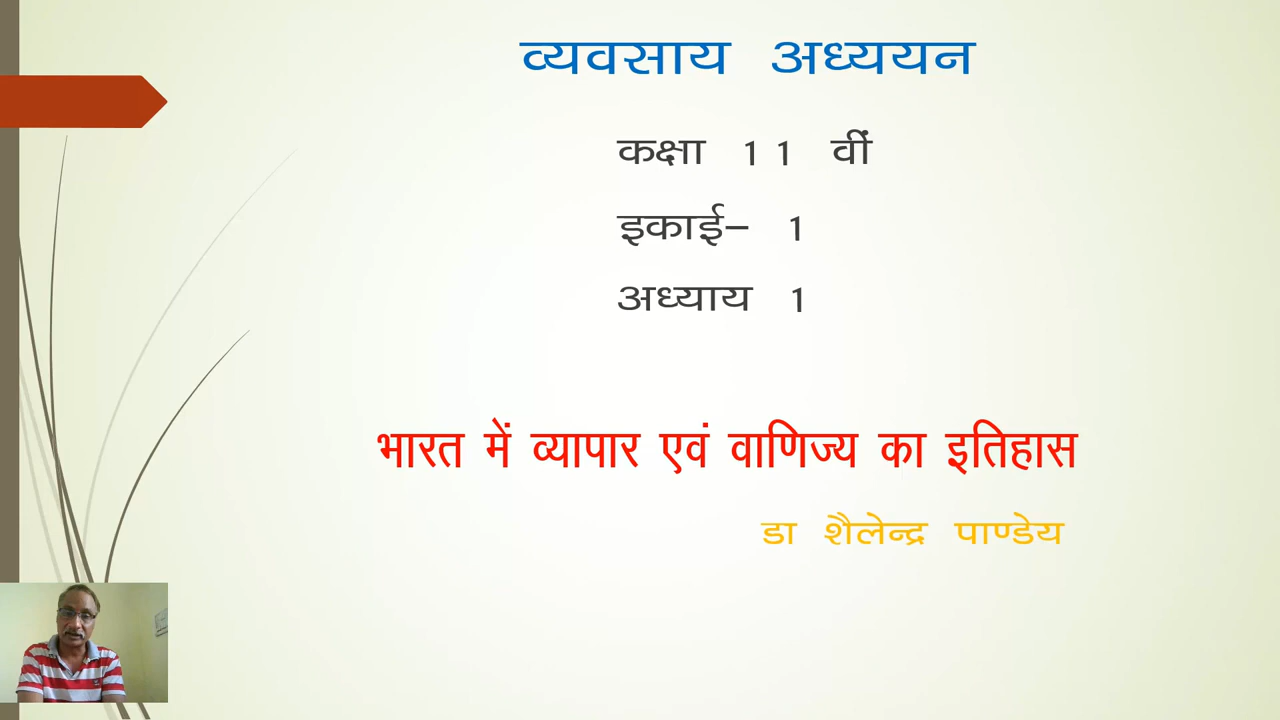 व्यवसाय अध्ययन
कक्षा 11 वीं
इकाई- 1
अध्याय 1
भारत में व्यापार एवं वाणिज्य का इतिहास
डा शैलेन्द्र पाण्डेय